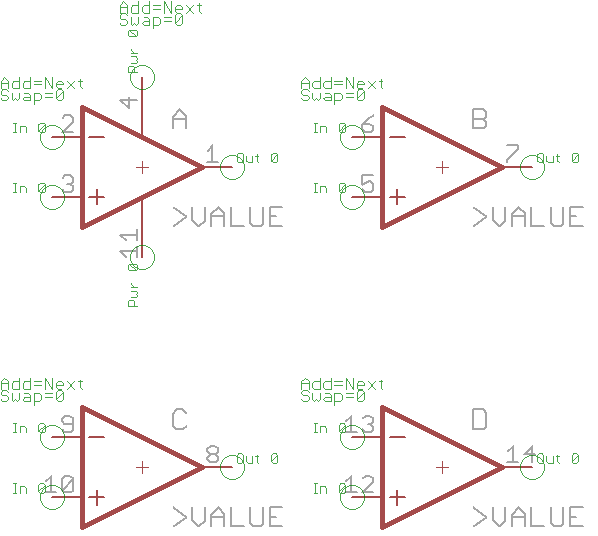 Add=Next
Swap=0
Pwr 0
4
Add=Next
Swap=0
In 0
2
A
1
Out 0
In 0
3
>VALUE
11
Pwr 0
Add=Next
Swap=0
In 0
6
B
7
Out 0
In 0
5
>VALUE
Add=Next
Swap=0
In 0
9
C
8
Out 0
In 0
10
>VALUE
Add=Next
Swap=0
In 0
13
D
14
Out 0
In 0
12
>VALUE